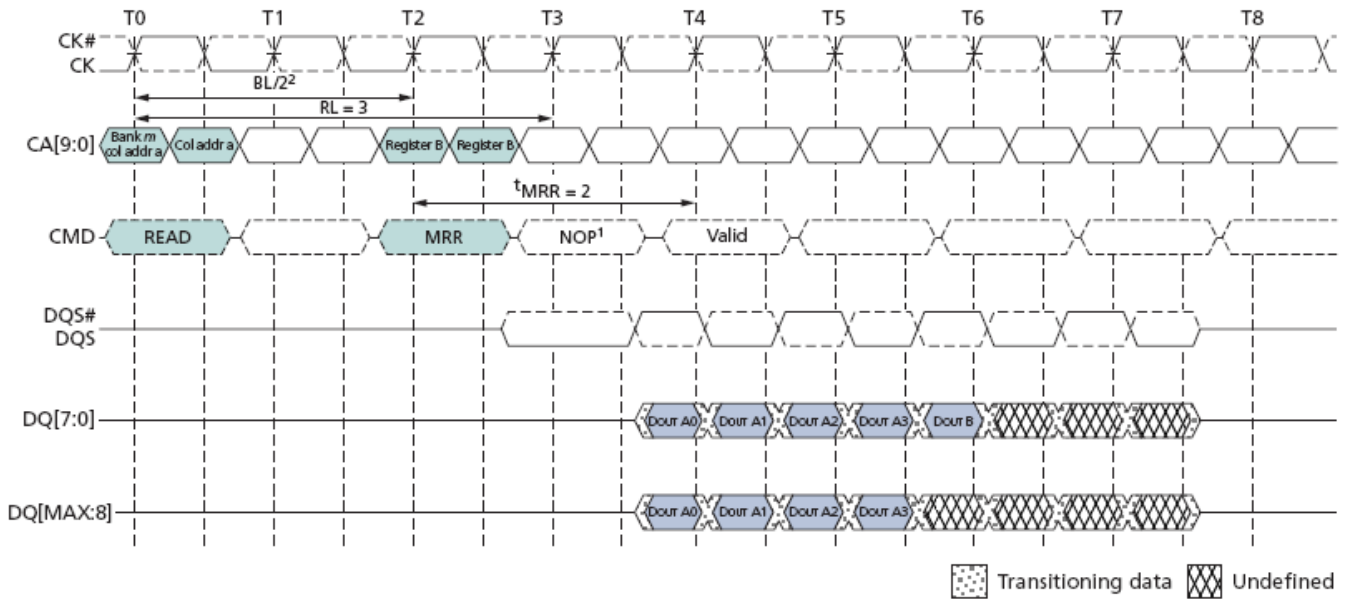 T0 T1 T2 T3 T4 T5 T6 T7 T8
CK#
CK
BL/2²
RL = 3
CA[9:0] Bank m col addr a Col addr a Register B Register B
tMRR = 2
CMD READ MRR NOP¹ Valid
DQS#
DQS
DQ[7:0] DOUT A0 DOUT A1 DOUT A2 DOUT A3 DOUT B
DQ[MAX:8] DOUT A0 DOUT A1 DOUT A2 DOUT A3
Transitioning data Undefined